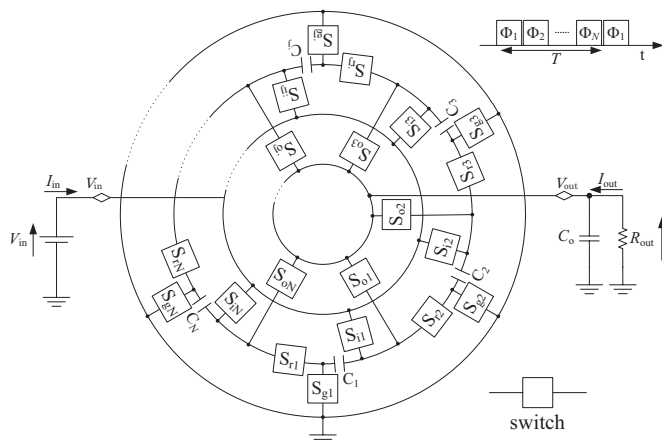 Φ1 Φ2 ...... ΦN Φ1
T t
Sgj
Cj Srj
Sij
C3 Sg3
Si3
Soj So3
Sr3
Iin Vin
Vout Iout
So2
Vin
Co Rout
Si2
SrN
C2
SgN SiN SoN So1 Sg2
CN
Sr2
Si1
Sr1 C1
Sg1
switch